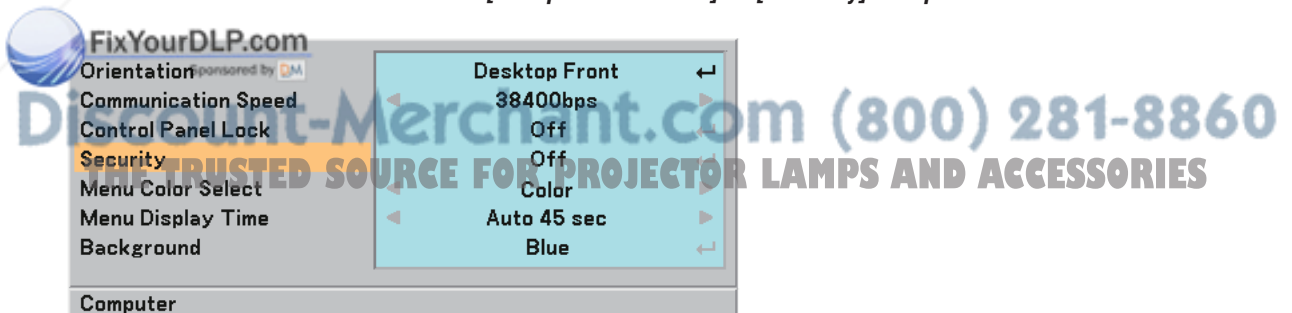 FixYourDLP.com
Sponsored by DM
Orientation Desktop Front
Communication Speed 38400bps
Discount-Merchant.com (800) 281-8860
Control Panel Lock Off
Security Off
THE TRUSTED SOURCE FOR PROJECTOR LAMPS AND ACCESSORIES
Menu Color Select Color
Menu Display Time Auto 45 sec
Background Blue
Computer